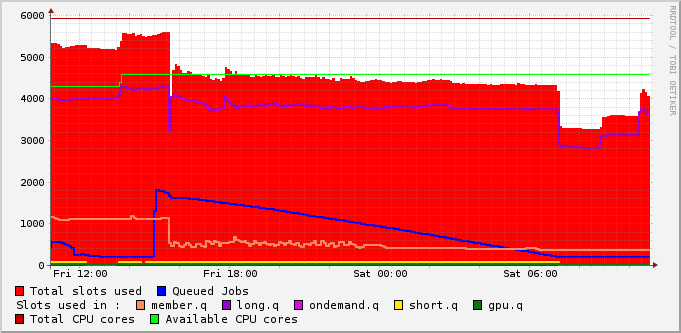 RRDTOOL / TOBI OETIKER
6000
5000
4000
3000
2000
1000
0
Fri 12:00 Fri 18:00 Sat 00:00 Sat 06:00
Total slots used Queued Jobs
Slots used in : member.q long.q ondemand.q short.q gpu.q
Total CPU cores Available CPU cores